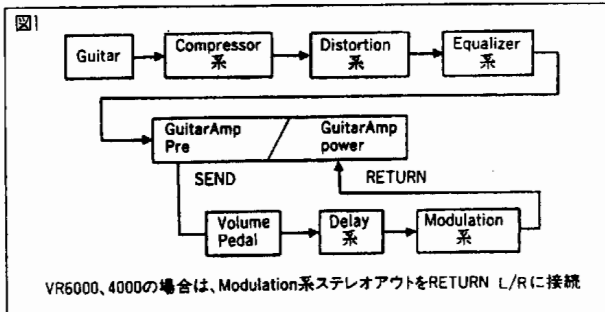 図1
Guitar
Compressor
系
Distortion
系
Equalizer
系
GuitarAmp
Pre
GuitarAmp
power
SEND
RETURN
Volume
Pedal
Delay
系
Modulation
系
VR6000、4000の場合は、Modulation系ステレオアウトをRETURN L/Rに接続